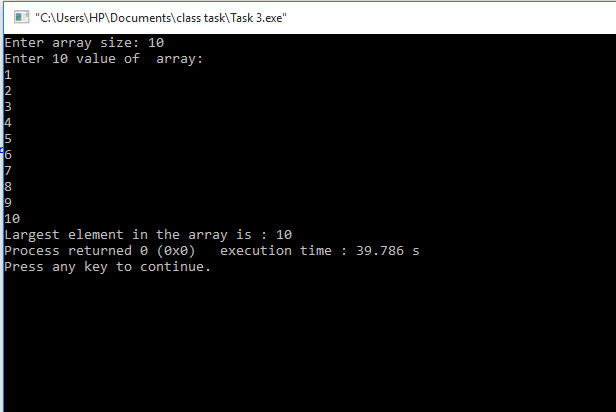 "C:\Users\HP\Documents\class task\Task 3.exe"
Enter array size: 10
Enter 10 value of  array:
1
2
3
4
5
6
7
8
9
10
Largest element in the array is : 10
Process returned 0 (0x0)   execution time : 39.786 s
Press any key to continue.